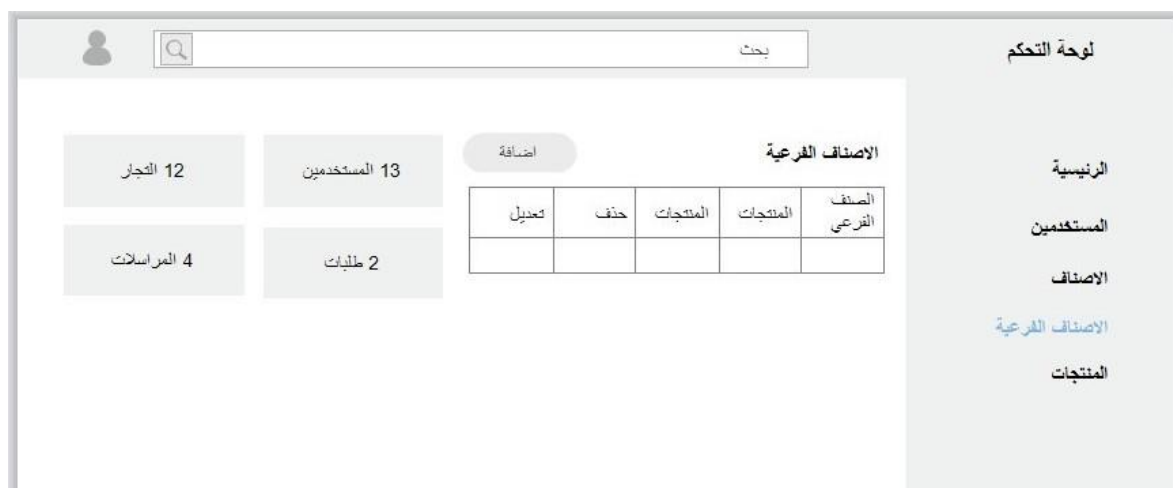 لوحة التحكم
بحث
الرئيسية
المستخدمين
الاصناف
الاصناف الفرعية
المنتجات
الاصناف الفرعية
اضافة
الصنف الفرعي
المنتجات
المنتجات
حذف
تعديل
13 المستخدمين
12 التجار
2 طلبات
4 المراسلات